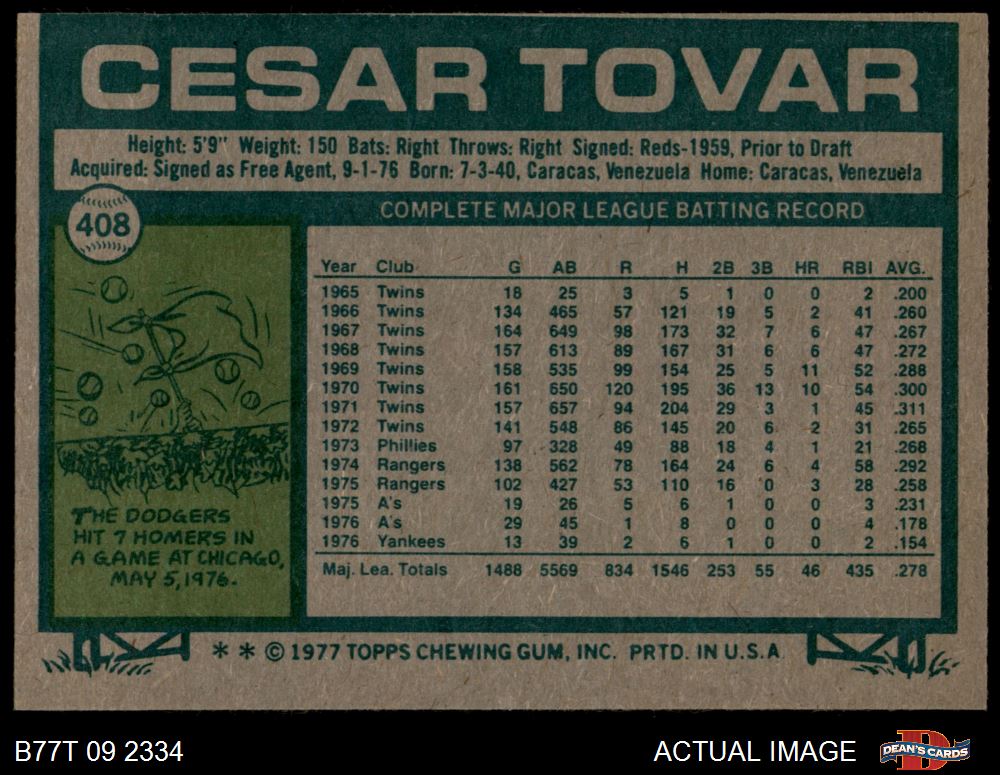 CESAR TOVAR
Height: 5'9" Weight: 150 Bats: Right Throws: Right Signed: Reds-1959, Prior to Draft
Acquired: Signed as Free Agent, 9-1-76 Born: 7-3-40, Caracas, Venezuela Home: Caracas, Venezuela
408
COMPLETE MAJOR LEAGUE BATTING RECORD
Year Club G AB R H 2B 3B HR RBI AVG.
1965 Twins 18 25 3 5 1 0 0 2 .200
1966 Twins 134 465 57 121 19 5 2 41 .260
1967 Twins 164 649 98 173 32 7 6 47 .267
1968 Twins 157 613 89 167 31 6 6 47 .272
1969 Twins 158 535 99 154 25 5 11 52 .288
1970 Twins 161 650 120 195 36 13 10 54 .300
1971 Twins 157 657 94 204 29 3 1 45 .311
1972 Twins 141 548 86 145 20 6 2 31 .265
1973 Phillies 97 328 49 88 18 4 1 21 .268
1974 Rangers 138 562 78 164 24 6 4 58 .292
1975 Rangers 102 427 53 110 16 0 3 28 .258
1975 A's 19 26 5 6 1 0 0 3 .231
1976 A's 29 45 1 8 0 0 0 4 .178
1976 Yankees 13 39 2 6 1 0 0 2 .154
Maj. Lea. Totals 1488 5569 834 1546 253 55 46 435 .278
THE DODGERS
HIT 7 HOMERS IN
A GAME AT CHICAGO,
MAY 5, 1976.
* * © 1977 TOPPS CHEWING GUM, INC. PRTD. IN U.S.A.
B77T 09 2334
ACTUAL IMAGE
D
DEAN'S CARDS